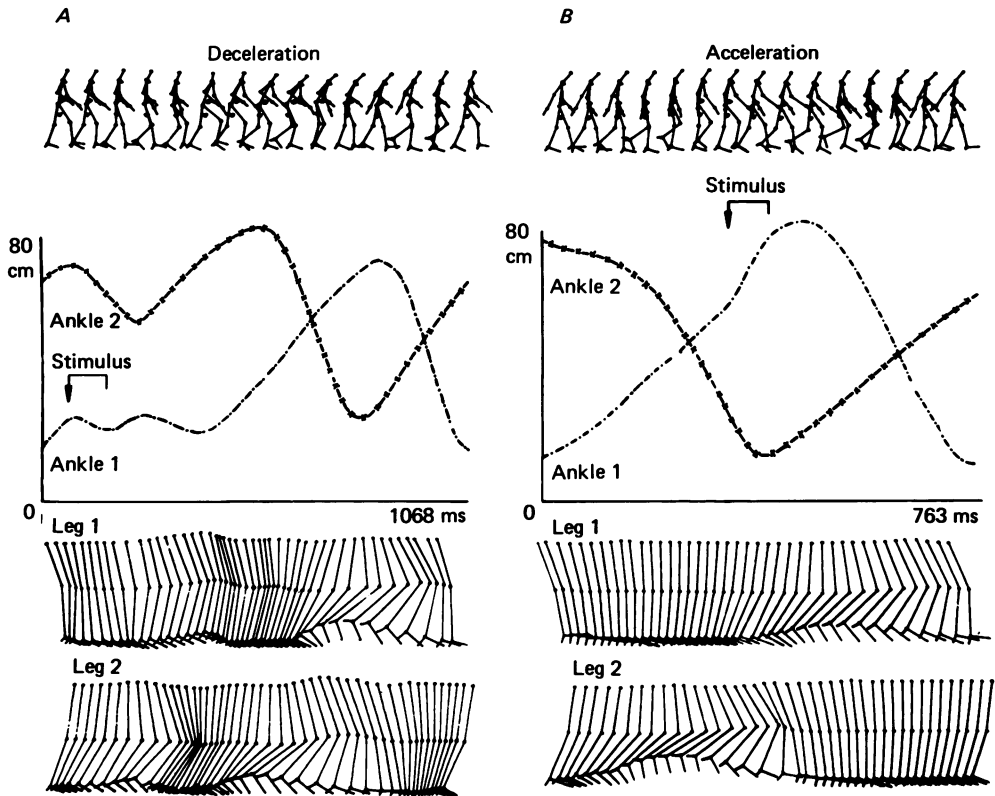 A
Deceleration
80
cm
Ankle 2
Stimulus
Ankle 1
0
1068 ms
Leg 1
Leg 2
B
Acceleration
Stimulus
80
cm
Ankle 2
Ankle 1
0
763 ms
Leg 1
Leg 2